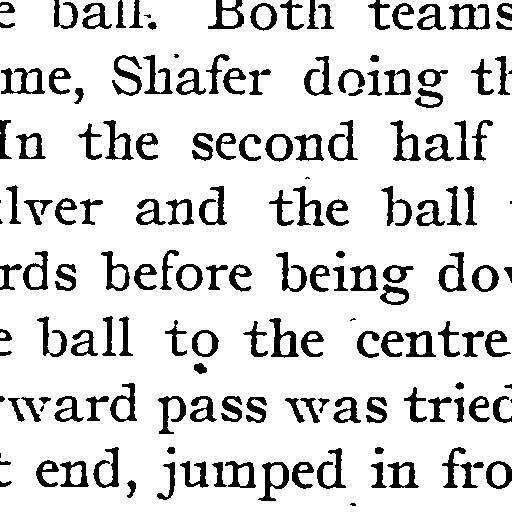 e ball. Both teams
me, Shafer doing th
In the second half
lver and the ball
rds before being dov
e ball to the centre
rward pass was tried
t end, jumped in fro